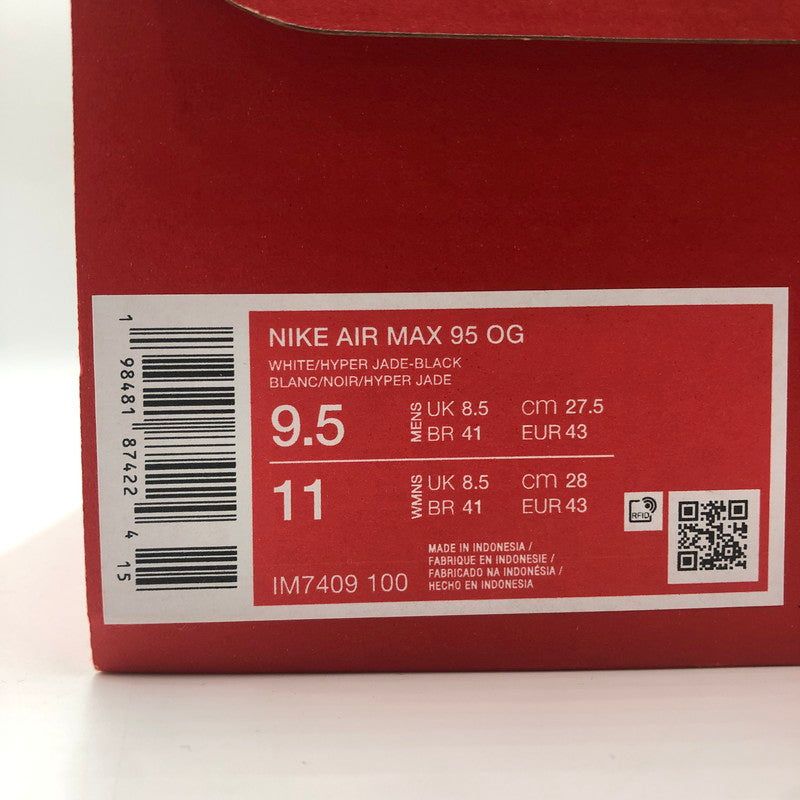 NIKE AIR MAX 95 OG
WHITE/HYPER JADE-BLACK
BLANC/NOIR/HYPER JADE
9.5 MENS UK 8.5 cm 27.5
BR 41 EUR 43
11 WMNS UK 8.5 cm 28
BR 41 EUR 43
RFID
IM7409 100
MADE IN INDONESIA /
FABRIQUE EN INDONESIE /
FABRICADO NA INDONÉSIA /
HECHO EN INDONESIA
1 98481 87422 4 15